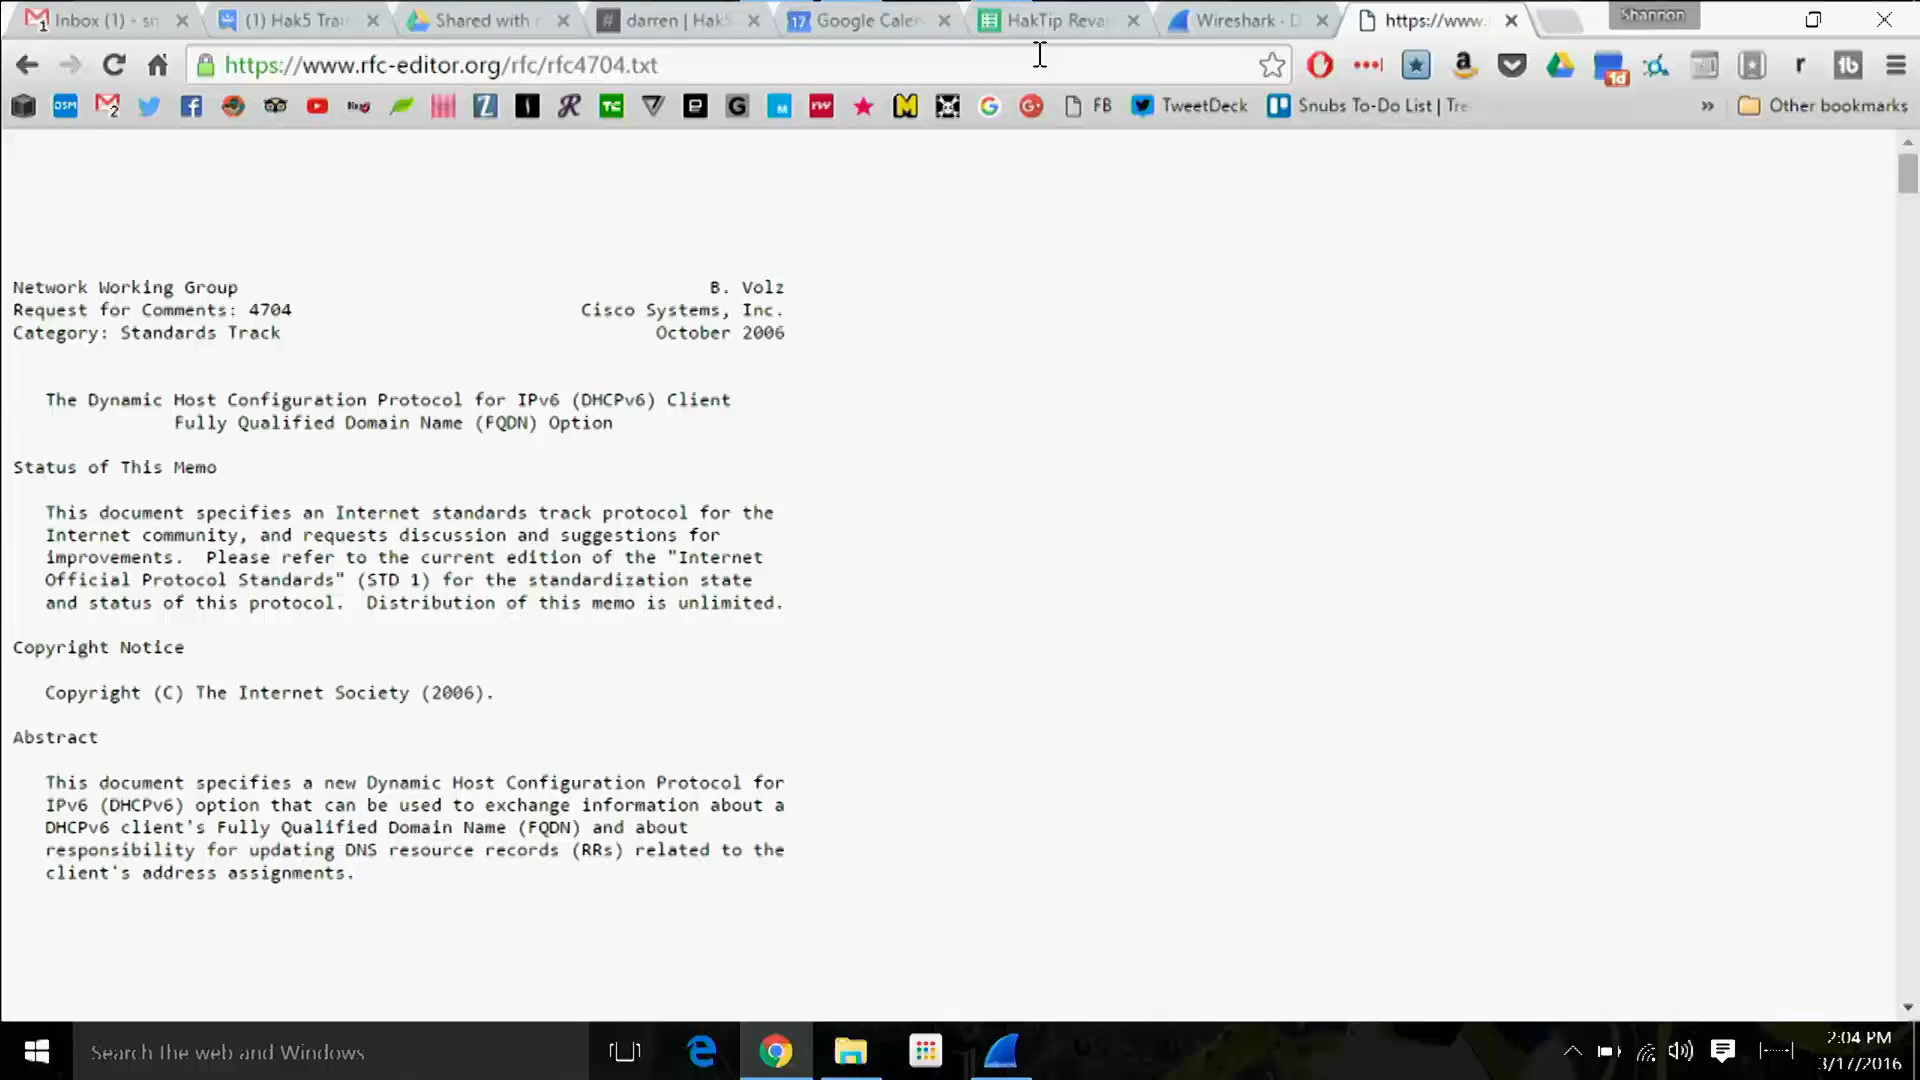 Inbox (1) - sn
(1) Hak5 Trai
Shared with
darren | Hak5
Google Calen
HakTip Reva
Wireshark - D
https://www.
Shannon
https://www.rfc-editor.org/rfc/rfc4704.txt
FB
TweetDeck
Snubs To-Do List | Tre
»
Other bookmarks
Network Working Group B. Volz
Request for Comments: 4704 Cisco Systems, Inc.
Category: Standards Track October 2006
The Dynamic Host Configuration Protocol for IPv6 (DHCPv6) Client
Fully Qualified Domain Name (FQDN) Option
Status of This Memo
This document specifies an Internet standards track protocol for the
Internet community, and requests discussion and suggestions for
improvements. Please refer to the current edition of the "Internet
Official Protocol Standards" (STD 1) for the standardization state
and status of this protocol. Distribution of this memo is unlimited.
Copyright Notice
Copyright (C) The Internet Society (2006).
Abstract
This document specifies a new Dynamic Host Configuration Protocol for
IPv6 (DHCPv6) option that can be used to exchange information about a
DHCPv6 client's Fully Qualified Domain Name (FQDN) and about
responsibility for updating DNS resource records (RRs) related to the
client's address assignments.
Search the web and Windows
2:04 PM
3/17/2016